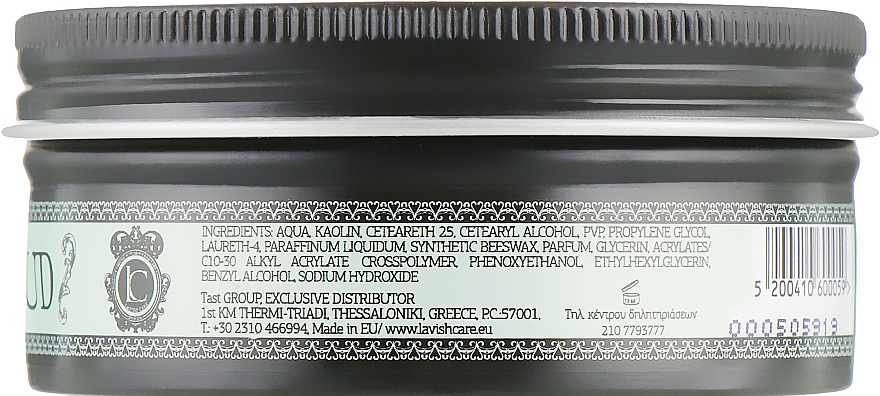 UD
LC
INGREDIENTS: AQUA, KAOLIN, CETEARETH 25, CETEARYL ALCOHOL, PVP, PROPYLENE GLYCOL,
LAURETH-4, PARAFFINUM LIQUIDUM, SYNTHETIC BEESWAX, PARFUM, GLYCERIN, ACRYLATES/
C10-30 ALKYL ACRYLATE CROSSPOLYMER, PHENOXYETHANOL, ETHYLHEXYLGLYCERIN,
BENZYL ALCOHOL, SODIUM HYDROXIDE
Tast GROUP, EXCLUSIVE DISTRIBUTOR
1st KM THERMI-TRIADI, THESSALONIKI, GREECE, P.C.:57001,
T: +30 2310 466994, Made in EU/ www.lavishcare.eu
12 M
Τηλ. κέντρου δηλητηριάσεων
210 7793777
5 200410 600059
000505919